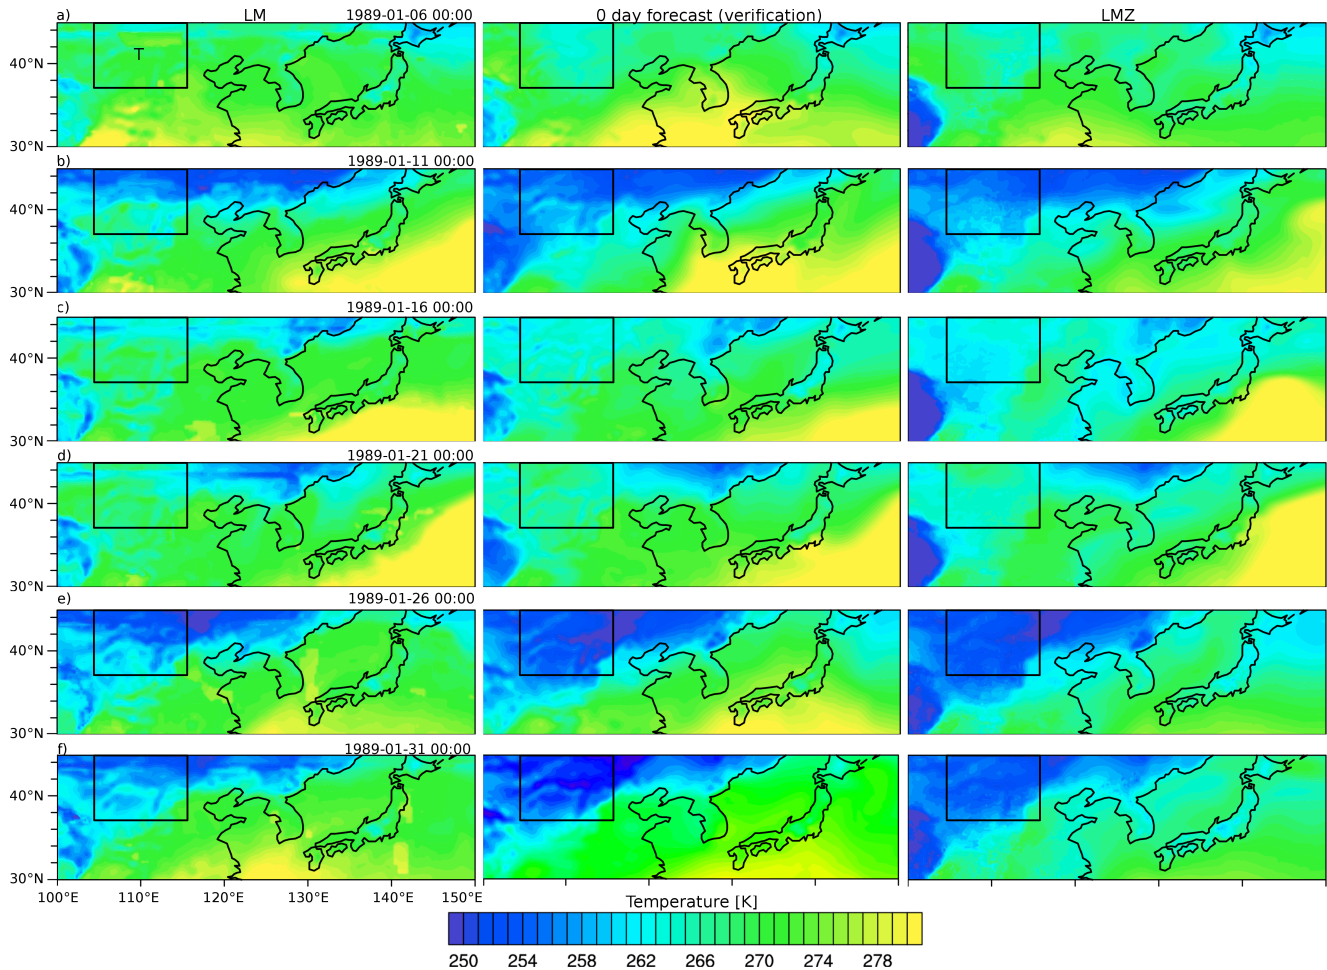 a) LM 1989-01-06 00:00 0 day forecast (verification) LMZ
T
40°N
30°N
b) 1989-01-11 00:00
40°N
30°N
c) 1989-01-16 00:00
40°N
30°N
d) 1989-01-21 00:00
40°N
30°N
e) 1989-01-26 00:00
40°N
30°N
f) 1989-01-31 00:00
40°N
30°N
100°E 110°E 120°E 130°E 140°E 150°E
Temperature [K]
250 254 258 262 266 270 274 278